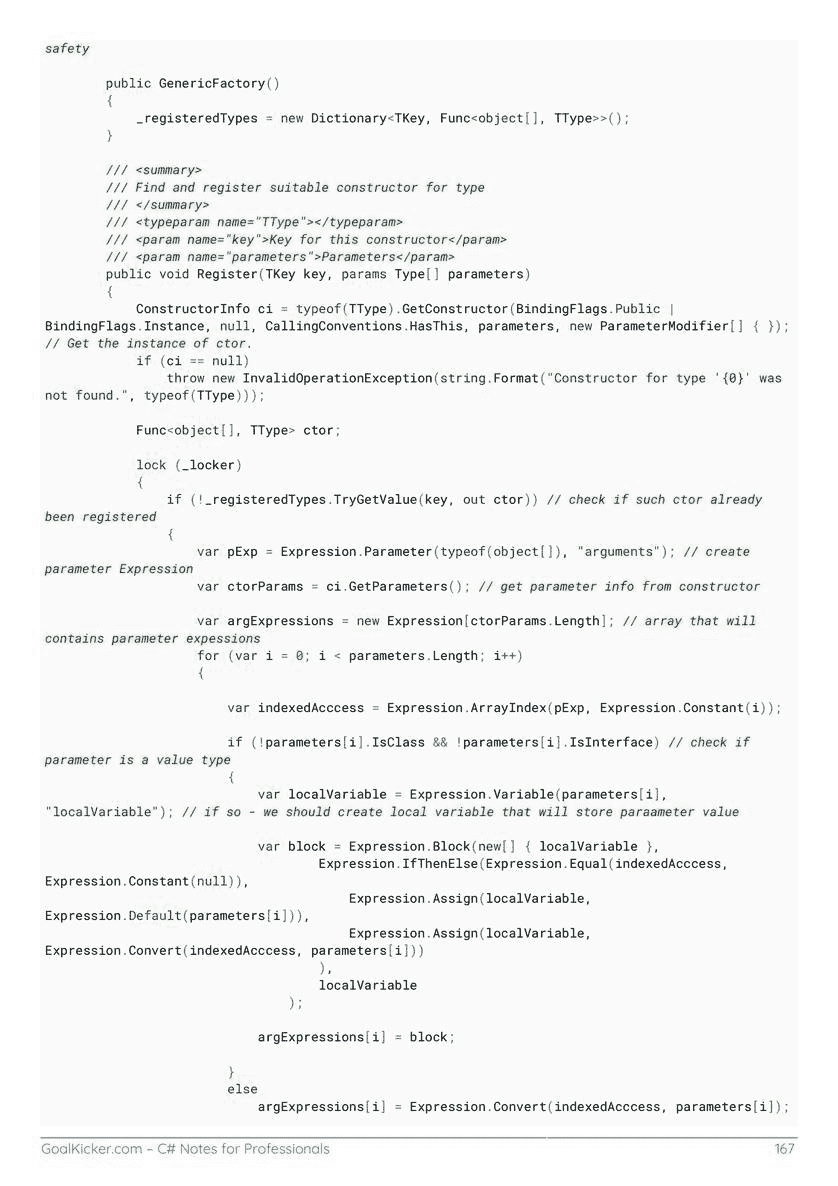 safety
public GenericFactory()
{
_registeredTypes = new Dictionary<TKey, Func<object[], TType>>();
}
/// <summary>
/// Find and register suitable constructor for type
/// </summary>
/// <typeparam name="TType"></typeparam>
/// <param name="key">Key for this constructor</param>
/// <param name="parameters">Parameters</param>
public void Register(TKey key, params Type[] parameters)
{
ConstructorInfo ci = typeof(TType).GetConstructor(BindingFlags.Public |
BindingFlags.Instance, null, CallingConventions.HasThis, parameters, new ParameterModifier[] { });
// Get the instance of ctor.
if (ci == null)
throw new InvalidOperationException(string.Format("Constructor for type '{0}' was
not found.", typeof(TType)));
Func<object[], TType> ctor;
lock (_locker)
{
if (!_registeredTypes.TryGetValue(key, out ctor)) // check if such ctor already
been registered
{
var pExp = Expression.Parameter(typeof(object[]), "arguments"); // create
parameter Expression
var ctorParams = ci.GetParameters(); // get parameter info from constructor
var argExpressions = new Expression[ctorParams.Length]; // array that will
contains parameter expessions
for (var i = 0; i < parameters.Length; i++)
{
var indexedAcccess = Expression.ArrayIndex(pExp, Expression.Constant(i));
if (!parameters[i].IsClass && !parameters[i].IsInterface) // check if
parameter is a value type
{
var localVariable = Expression.Variable(parameters[i],
"localVariable"); // if so - we should create local variable that will store paraameter value
var block = Expression.Block(new[] { localVariable },
Expression.IfThenElse(Expression.Equal(indexedAcccess,
Expression.Constant(null)),
Expression.Assign(localVariable,
Expression.Default(parameters[i])),
Expression.Assign(localVariable,
Expression.Convert(indexedAcccess, parameters[i]))
),
localVariable
);
argExpressions[i] = block;
}
else
argExpressions[i] = Expression.Convert(indexedAcccess, parameters[i]);
GoalKicker.com – C# Notes for Professionals
167